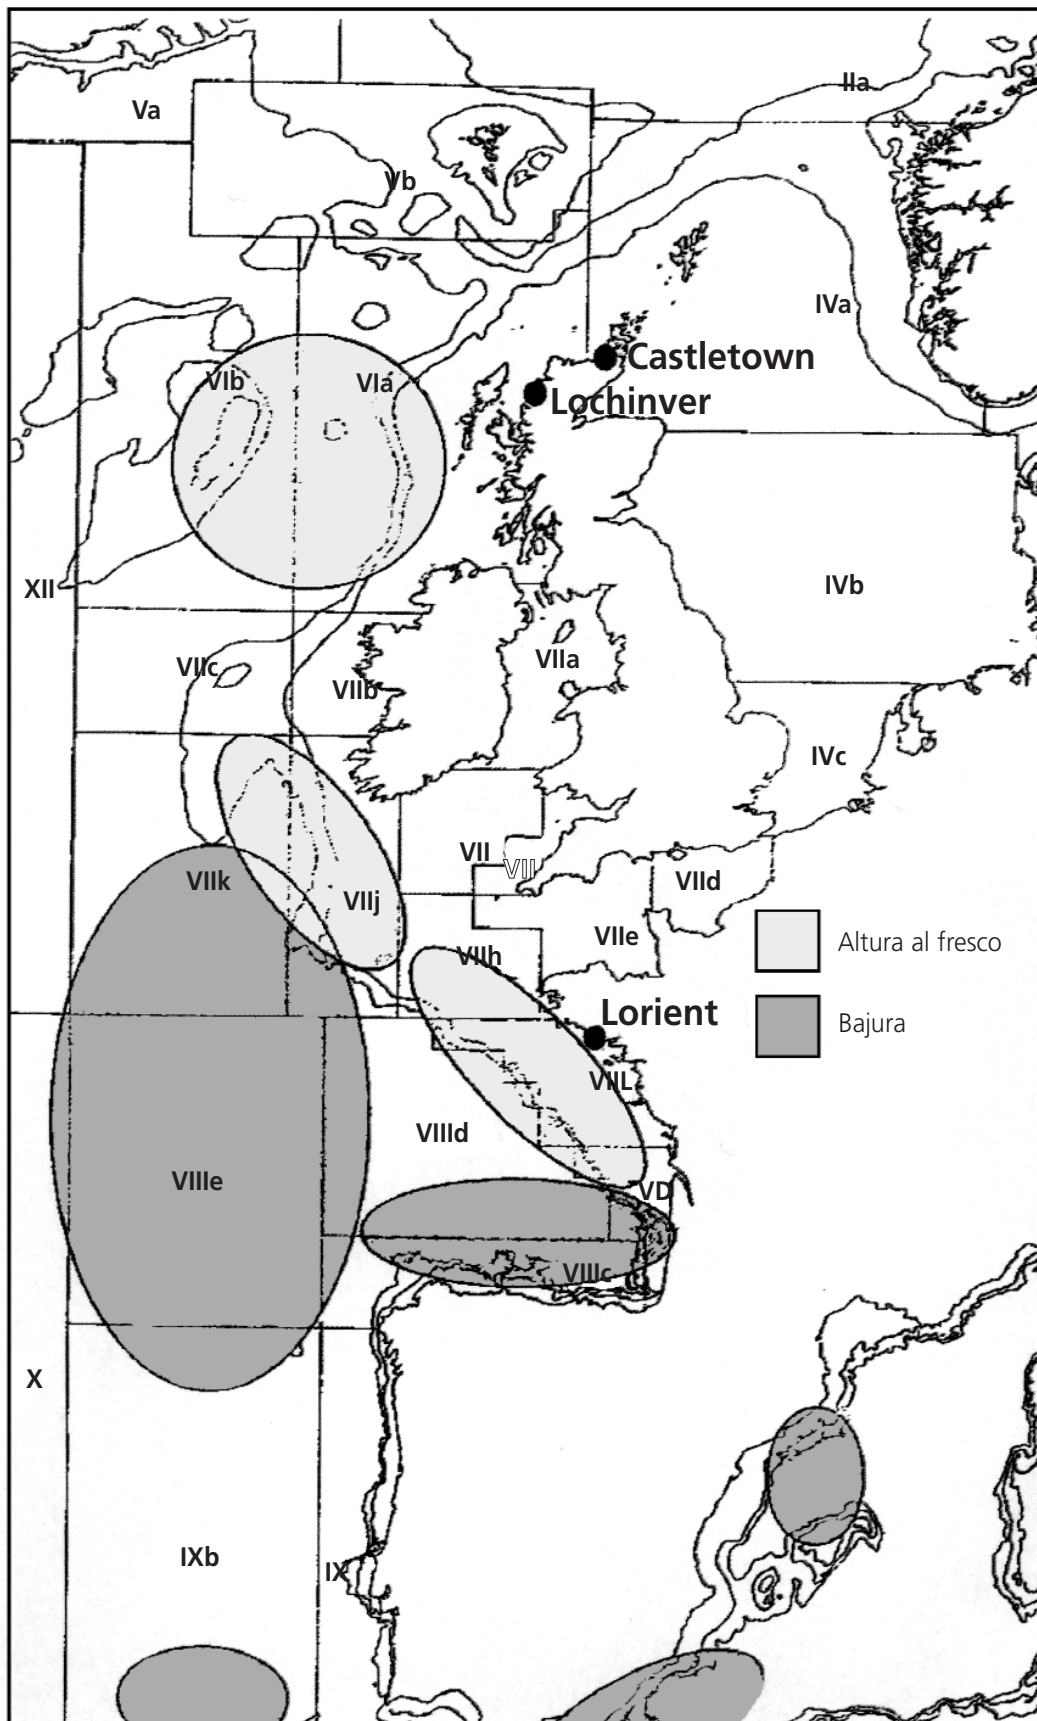 IIa
Va
Vb
IVa
Castletown
VIb
VIa
Lochinver
XII
IVb
VIIa
VIIc
VIIb
IVc
VII
VII
VIIk
VIId
VIIj
VIIe
Altura al fresco
VIIh
Lorient
Bajura
VIIL
VIIId
VIIIe
VD
VIIIc
X
IXb
IX